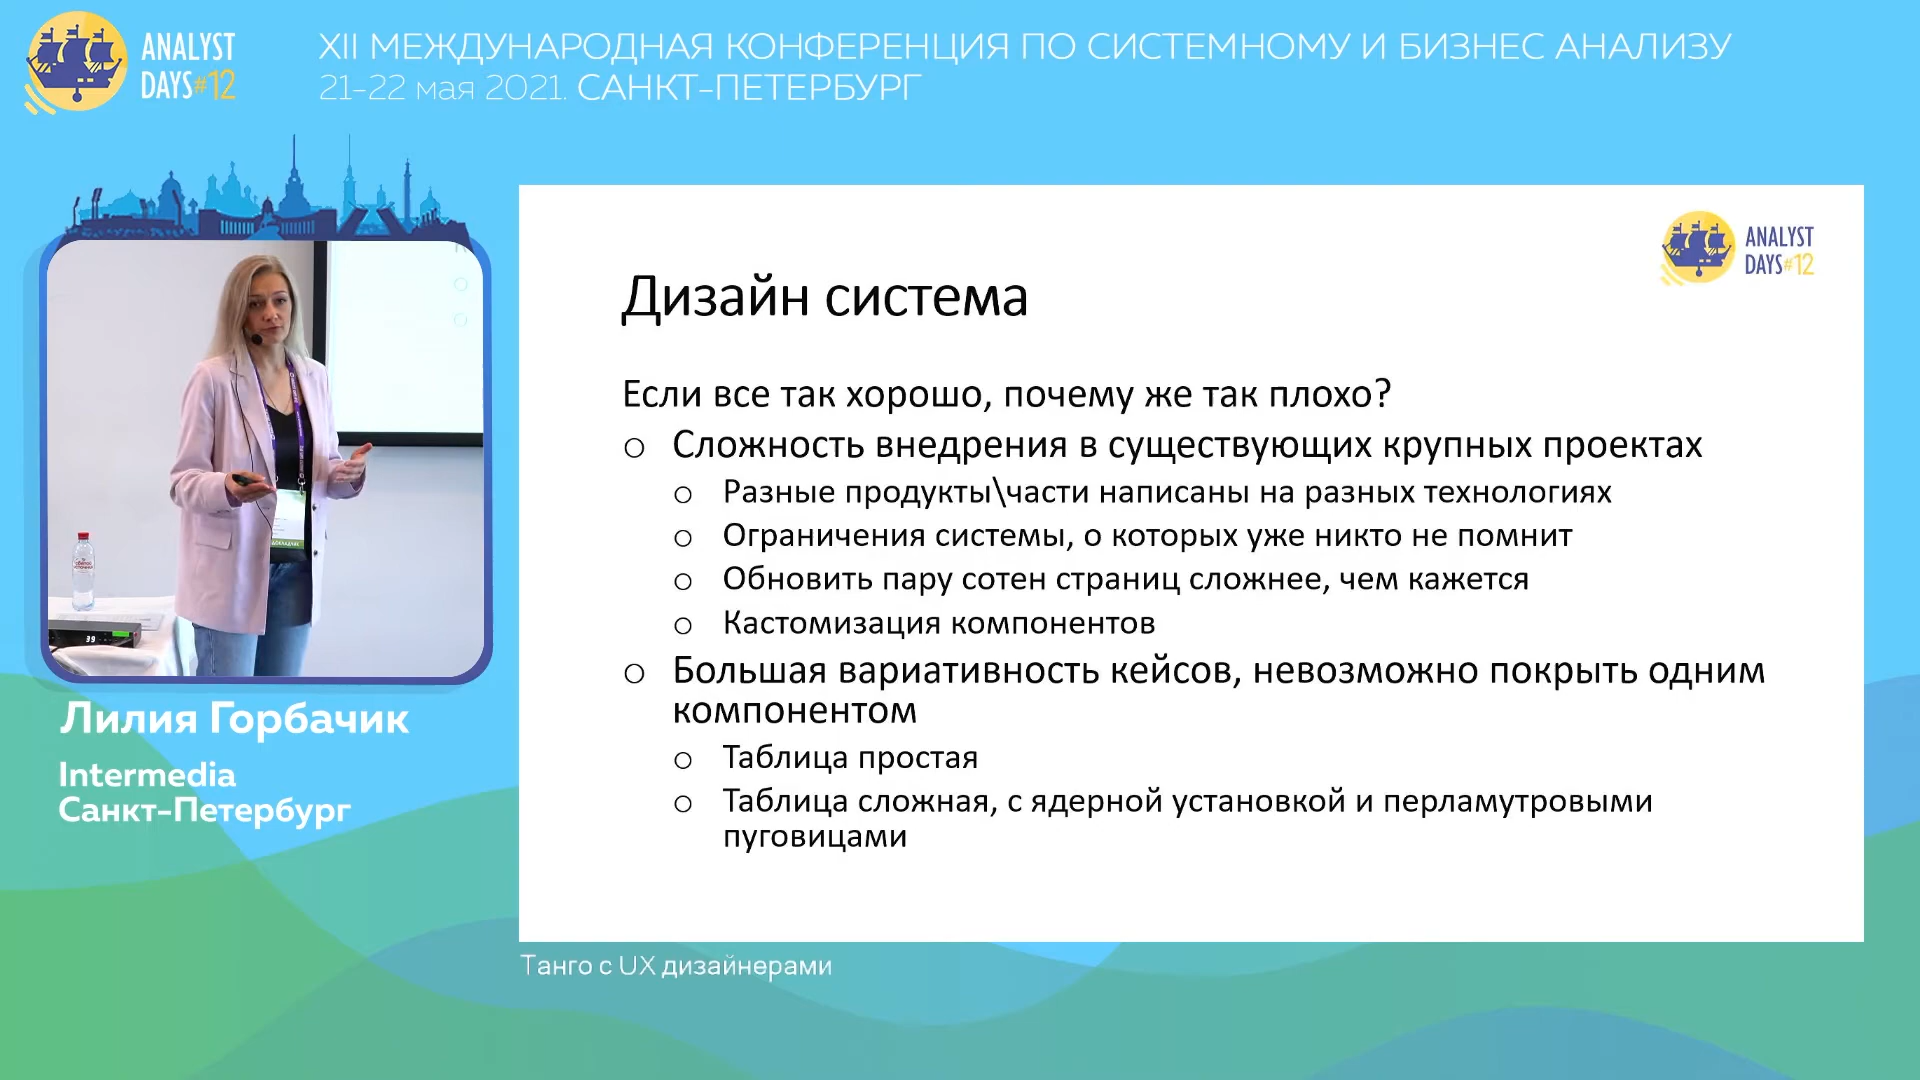 ANALYST
DAYS#12
XII МЕЖДУНАРОДНАЯ КОНФЕРЕНЦИЯ ПО СИСТЕМНОМУ И БИЗНЕС АНАЛИЗУ
21-22 мая 2021. САНКТ-ПЕТЕРБУРГ
ANALYST
DAYS#12
Дизайн система
Если все так хорошо, почему же так плохо?
o Сложность внедрения в существующих крупных проектах
o Разные продукты\части написаны на разных технологиях
o Ограничения системы, о которых уже никто не помнит
o Обновить пару сотен страниц сложнее, чем кажется
o Кастомизация компонентов
o Большая вариативность кейсов, невозможно покрыть одним
компонентом
o Таблица простая
o Таблица сложная, с ядерной установкой и перламутровыми
пуговицами
39
Лилия Горбачик
Intermedia
Санкт-Петербург
Танго с UX дизайнерами